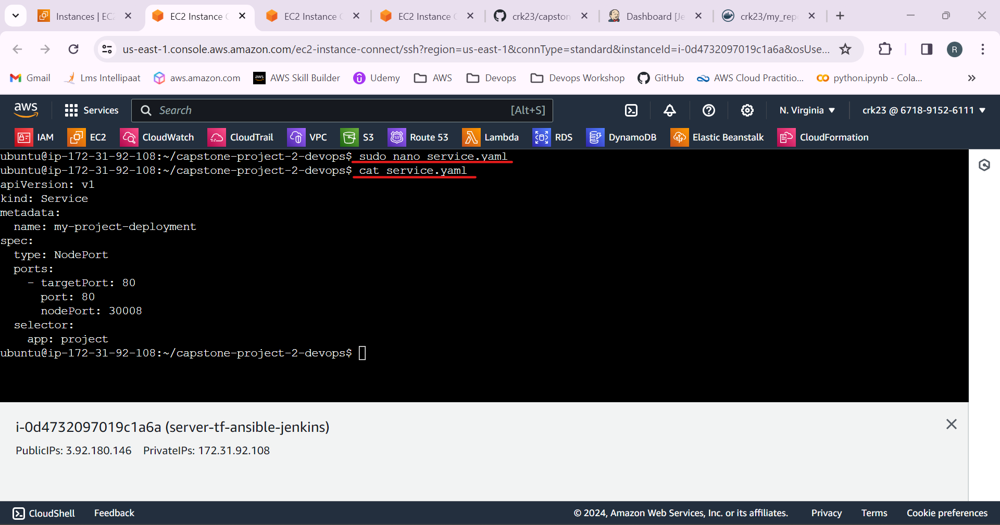 Instances | EC
EC2 Instance
EC2 Instance
EC2 Instance
crk23/capston
Dashboard [Je
crk23/my_rep
us-east-1.console.aws.amazon.com/ec2-instance-connect/ssh?region=us-east-1&connType=standard&instanceId=i-0d4732097019c1a6a&osUse...
R
Gmail
Lms Intellipaat
aws.amazon.com
aws
AWS Skill Builder
Udemy
AWS
Devops
Devops Workshop
GitHub
AWS Cloud Practitio...
python.ipynb - Cola...
aws
Services
Search
[Alt+S]
N. Virginia
crk23 @ 6718-9152-6111
IAM
EC2
CloudWatch
CloudTrail
VPC
S3
Route 53
Lambda
RDS
DynamoDB
Elastic Beanstalk
CloudFormation
ubuntu@ip-172-31-92-108:~/capstone-project-2-devops$ sudo nano service.yaml
ubuntu@ip-172-31-92-108:~/capstone-project-2-devops$ cat service.yaml
apiVersion: v1
kind: Service
metadata:
  name: my-project-deployment
spec:
  type: NodePort
  ports:
    - targetPort: 80
      port: 80
      nodePort: 30008
  selector:
    app: project
ubuntu@ip-172-31-92-108:~/capstone-project-2-devops$
i-0d4732097019c1a6a (server-tf-ansible-jenkins)
PublicIPs: 3.92.180.146 PrivateIPs: 172.31.92.108
CloudShell
Feedback
© 2024, Amazon Web Services, Inc. or its affiliates.
Privacy
Terms
Cookie preferences